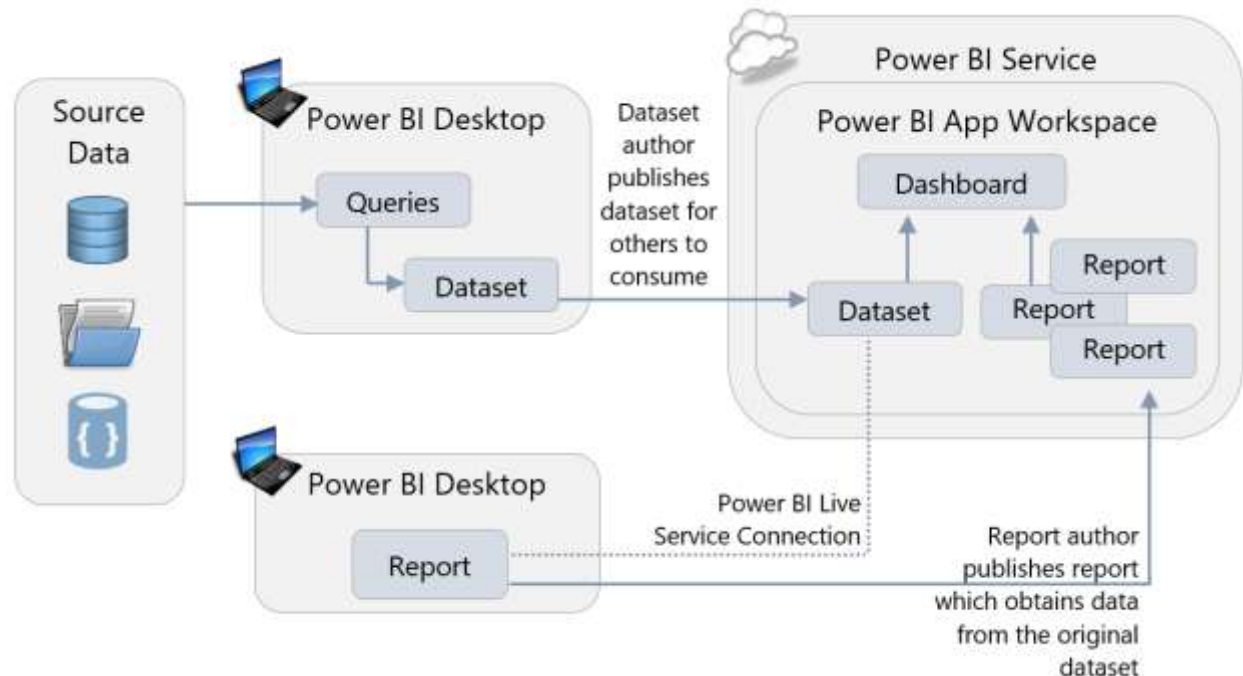 Source
Data
Power BI Desktop
Queries
Dataset
Dataset
author
publishes
dataset for
others to
consume
Power BI Service
Power BI App Workspace
Dashboard
Dataset
Report
Report
Report
Power BI Desktop
Report
Power BI Live
Service Connection
Report author
publishes report
which obtains data
from the original
dataset
{ }